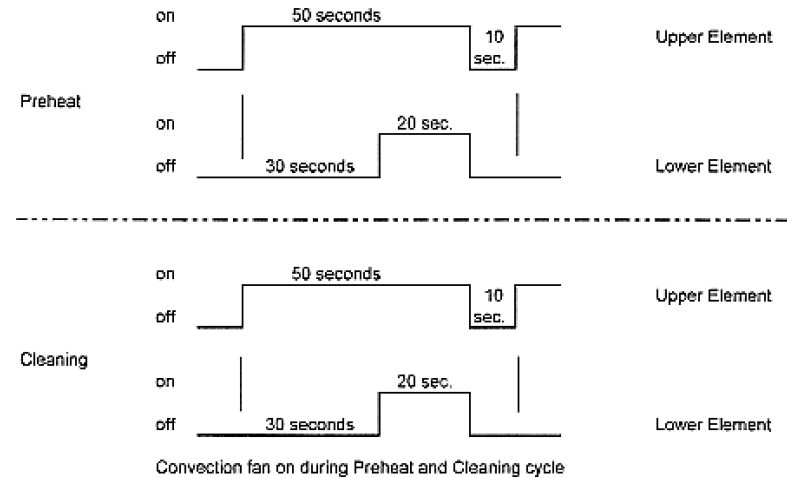 on 50 seconds
10 Upper Element
off sec.
Preheat
on 20 sec.
off 30 seconds Lower Element
on 50 seconds
10 Upper Element
off sec.
Cleaning
on 20 sec.
off 30 seconds Lower Element
Convection fan on during Preheat and Cleaning cycle